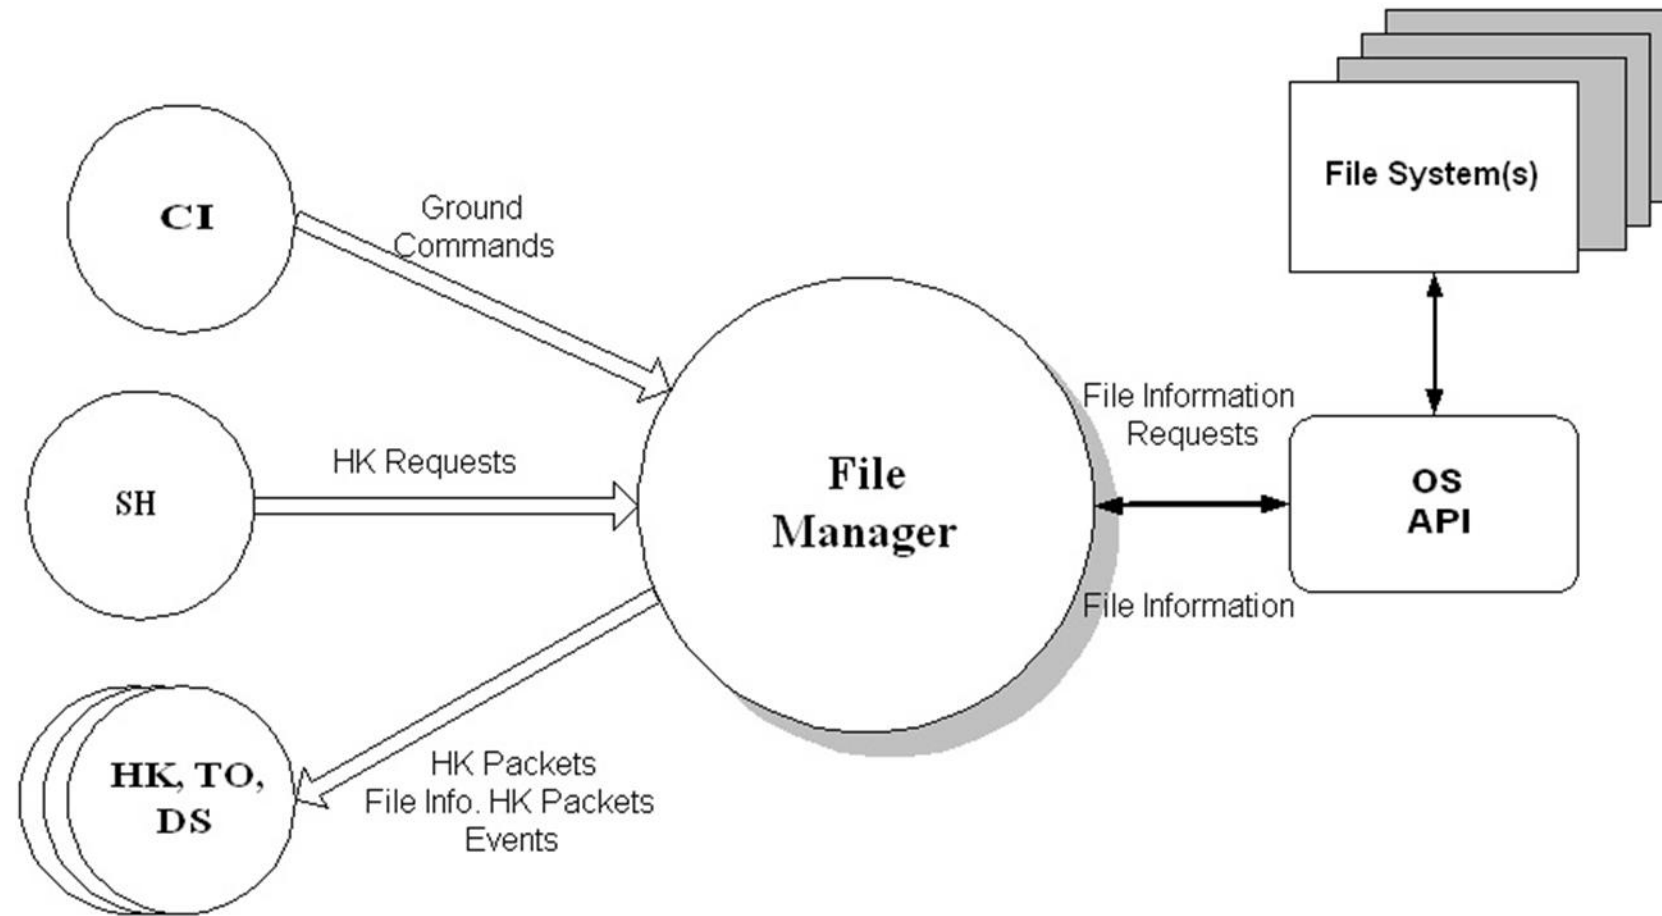 File System(s)
CI
Ground
Commands
File Information
Requests
HK Requests
File
Manager
SH
OS
API
File Information
HK Packets
File Info. HK Packets
Events
HK, TO,
DS